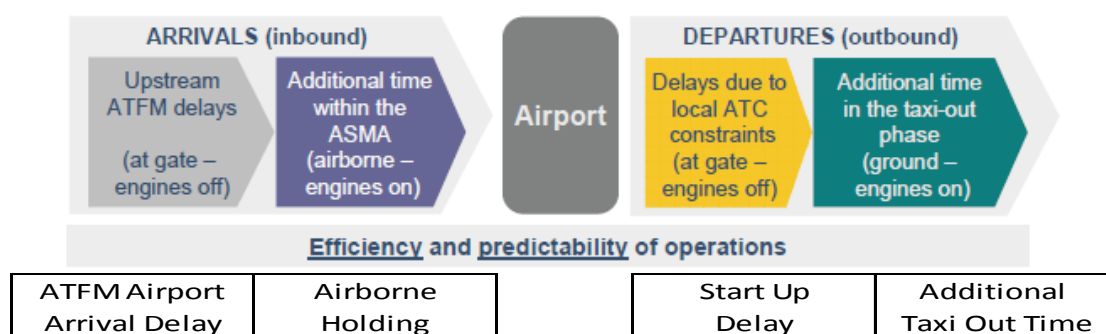 ARRIVALS (inbound)
Upstream
ATFM delays
(at gate –
engines off)
Additional time
within the
ASMA
(airborne –
engines on)
Airport
DEPARTURES (outbound)
Delays due to
local ATC
constraints
(at gate –
engines off)
Additional time
in the taxi-out
phase
(ground –
engines on)
Efficiency and predictability of operations
ATFM Airport
Arrival Delay
Airborne
Holding
Start Up
Delay
Additional
Taxi Out Time